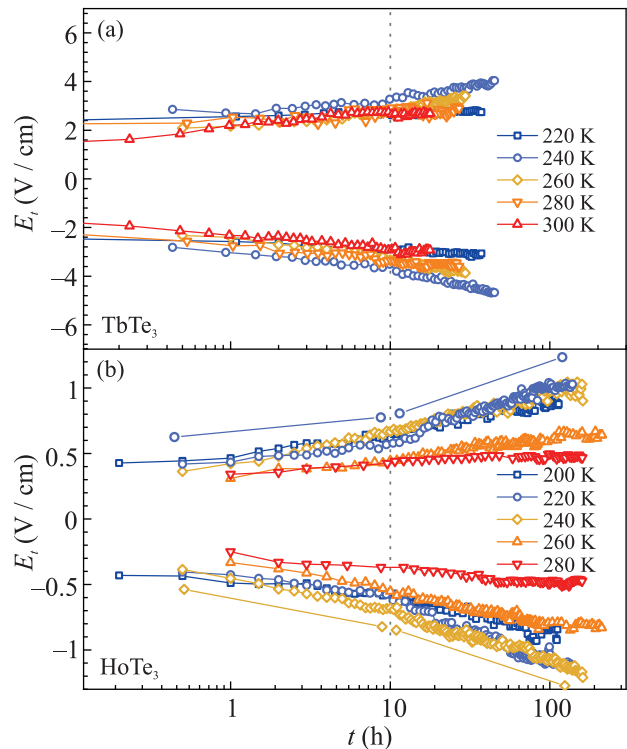 (a)
6
4
2
0
−2
−4
−6
E_t (V / cm)
220 K
240 K
260 K
280 K
300 K
TbTe₃
(b)
1
0.5
0
−0.5
−1
E_t (V / cm)
200 K
220 K
240 K
260 K
280 K
HoTe₃
1 10 100
t (h)